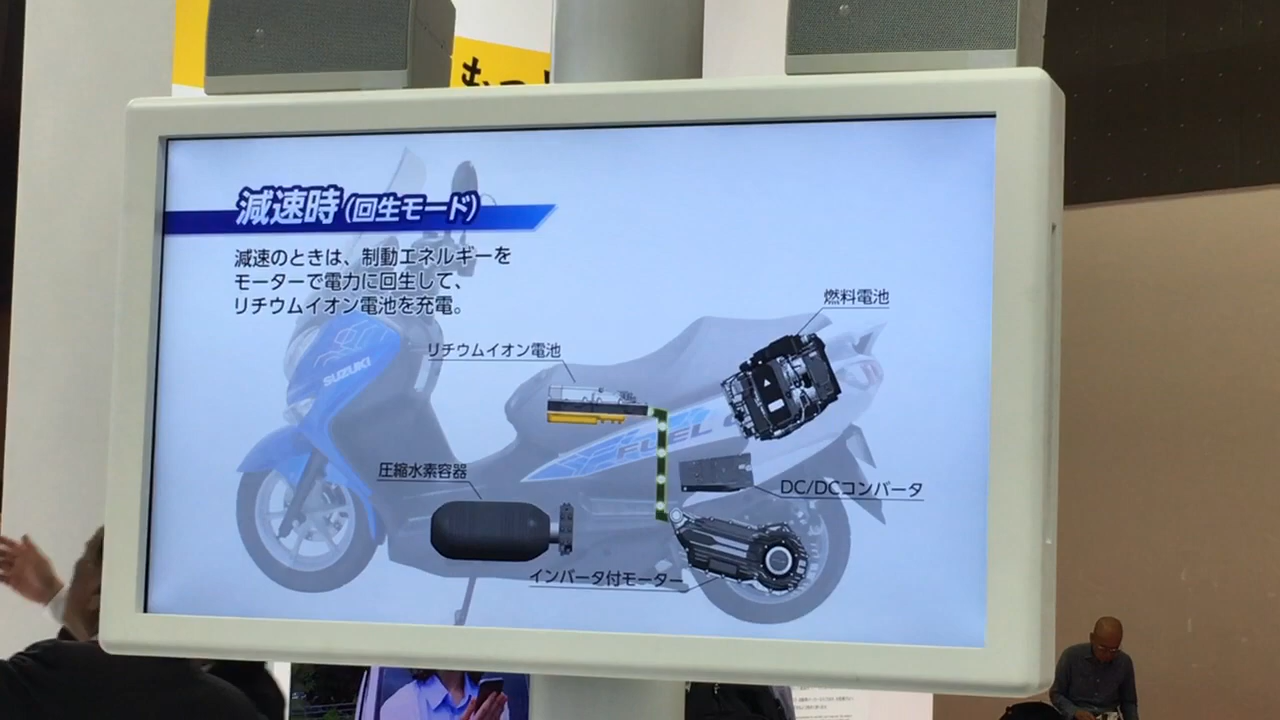 減速時(回生モード)
減速のときは、制動エネルギーを
モーターで電力に回生して、
リチウムイオン電池を充電。
燃料電池
リチウムイオン電池
SUZUKI
FUEL
圧縮水素容器
DC/DCコンバータ
インバータ付モーター